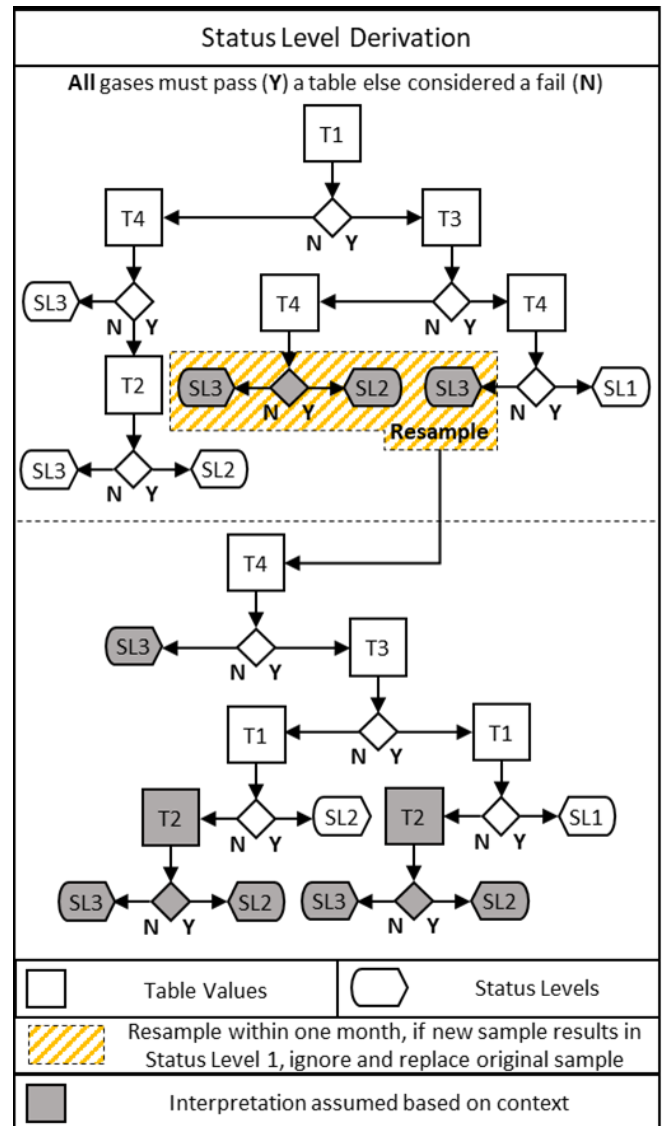 Status Level Derivation
All gases must pass (Y) a table else considered a fail (N)
T1
T4
N Y
T3
SL3
N Y
T4
N Y
T4
T2
SL3
N Y
SL2
SL3
N Y
SL1
Resample
SL3
N Y
SL2
T4
SL3
N Y
T3
T1
N Y
T1
T2
N Y
SL2
T2
N Y
SL1
SL3
N Y
SL2
SL3
N Y
SL2
Table Values
Status Levels
Resample within one month, if new sample results in
Status Level 1, ignore and replace original sample
Interpretation assumed based on context